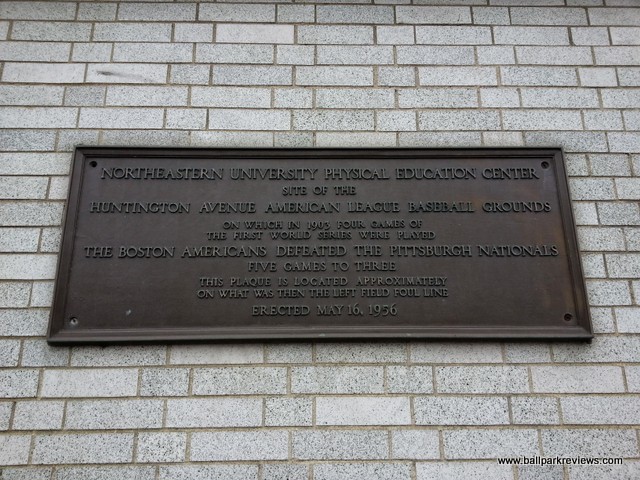 NORTHEASTERN UNIVERSITY PHYSICAL EDUCATION CENTER
SITE OF THE
HUNTINGTON AVENUE AMERICAN LEAGUE BASEBALL GROUNDS
ON WHICH IN 1903 FOUR GAMES OF
THE FIRST WORLD SERIES WERE PLAYED
THE BOSTON AMERICANS DEFEATED THE PITTSBURGH NATIONALS
FIVE GAMES TO THREE
THIS PLAQUE IS LOCATED APPROXIMATELY
ON WHAT WAS THEN THE LEFT FIELD FOUL LINE
ERECTED MAY 16, 1956
www.ballparkreviews.com